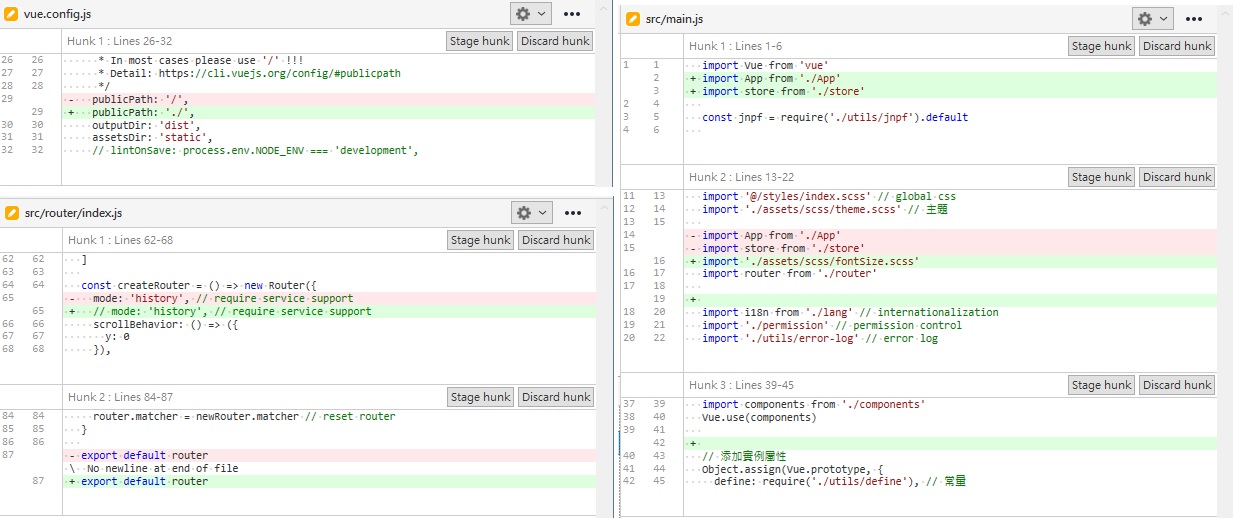 vue.config.js
Hunk 1 : Lines 26-32
Stage hunk
Discard hunk
26 26 * In most cases please use '/' !!!
27 27 * Detail: https://cli.vuejs.org/config/#publicpath
28 28 */
29 - publicPath: '/',
29 + publicPath: './',
30 30 outputDir: 'dist',
31 31 assetsDir: 'static',
32 32 // lintOnSave: process.env.NODE_ENV === 'development',
src/router/index.js
Hunk 1 : Lines 62-68
Stage hunk
Discard hunk
62 62 ]
63 63
64 64 const createRouter = () => new Router({
65 - mode: 'history', // require service support
65 + // mode: 'history', // require service support
66 66 scrollBehavior: () => ({
67 67 y: 0
68 68 }),
Hunk 2 : Lines 84-87
Stage hunk
Discard hunk
84 84 router.matcher = newRouter.matcher // reset router
85 85 }
86 86
87 - export default router
\ No newline at end of file
87 + export default router
src/main.js
Hunk 1 : Lines 1-6
Stage hunk
Discard hunk
1 1 import Vue from 'vue'
2 + import App from './App'
3 + import store from './store'
2 4
3 5 const jnpf = require('./utils/jnpf').default
4 6
Hunk 2 : Lines 13-22
Stage hunk
Discard hunk
11 13 import '@/styles/index.scss' // global css
12 14 import './assets/scss/theme.scss' // 主題
13 15
14 - import App from './App'
15 - import store from './store'
16 + import './assets/scss/fontSize.scss'
16 17 import router from './router'
17 18
19 +
18 20 import i18n from './lang' // internationalization
19 21 import './permission' // permission control
20 22 import './utils/error-log' // error log
Hunk 3 : Lines 39-45
Stage hunk
Discard hunk
37 39 import components from './components'
38 40 Vue.use(components)
39 41
42 +
40 43 // 添加實例屬性
41 44 Object.assign(Vue.prototype, {
42 45 define: require('./utils/define'), // 常量